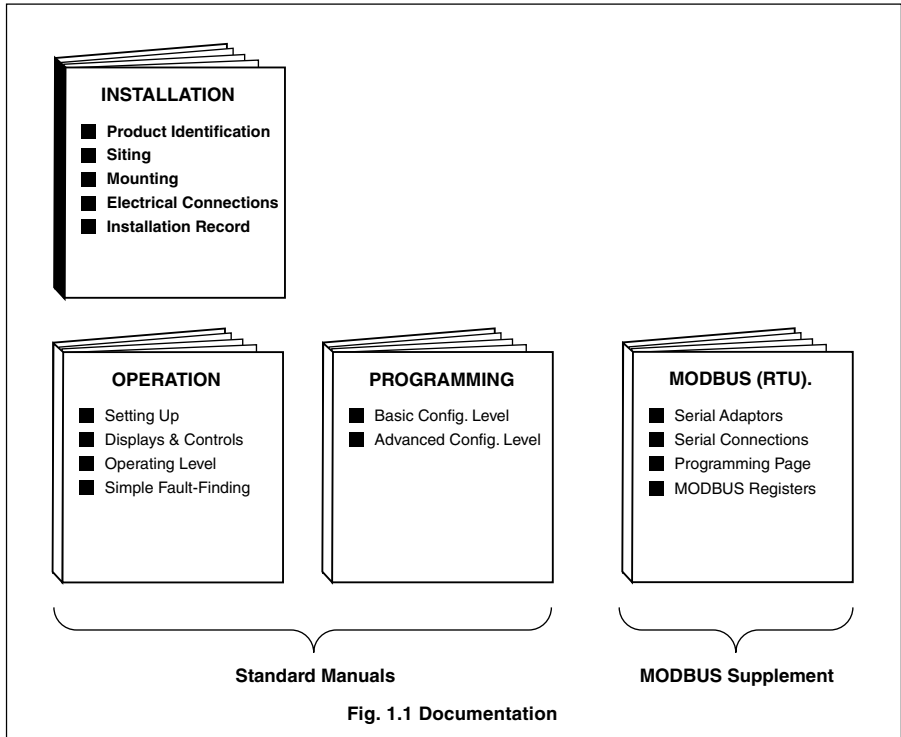 INSTALLATION
Product Identification
Siting
Mounting
Electrical Connections
Installation Record
OPERATION
Setting Up
Displays & Controls
Operating Level
Simple Fault-Finding
PROGRAMMING
Basic Config. Level
Advanced Config. Level
MODBUS (RTU).
Serial Adaptors
Serial Connections
Programming Page
MODBUS Registers
Standard Manuals
MODBUS Supplement
Fig. 1.1 Documentation